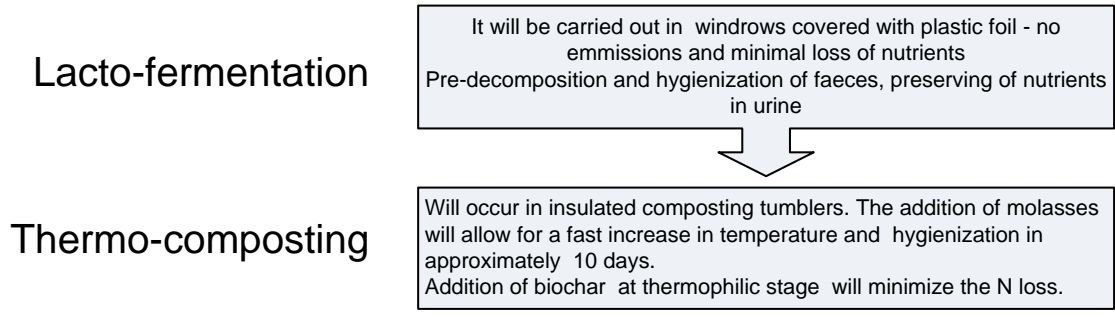 Lacto-fermentation
It will be carried out in windrows covered with plastic foil - no
emmissions and minimal loss of nutrients
Pre-decomposition and hygienization of faeces, preserving of nutrients
in urine
Thermo-composting
Will occur in insulated composting tumblers. The addition of molasses
will allow for a fast increase in temperature and hygienization in
approximately 10 days.
Addition of biochar at thermophilic stage will minimize the N loss.